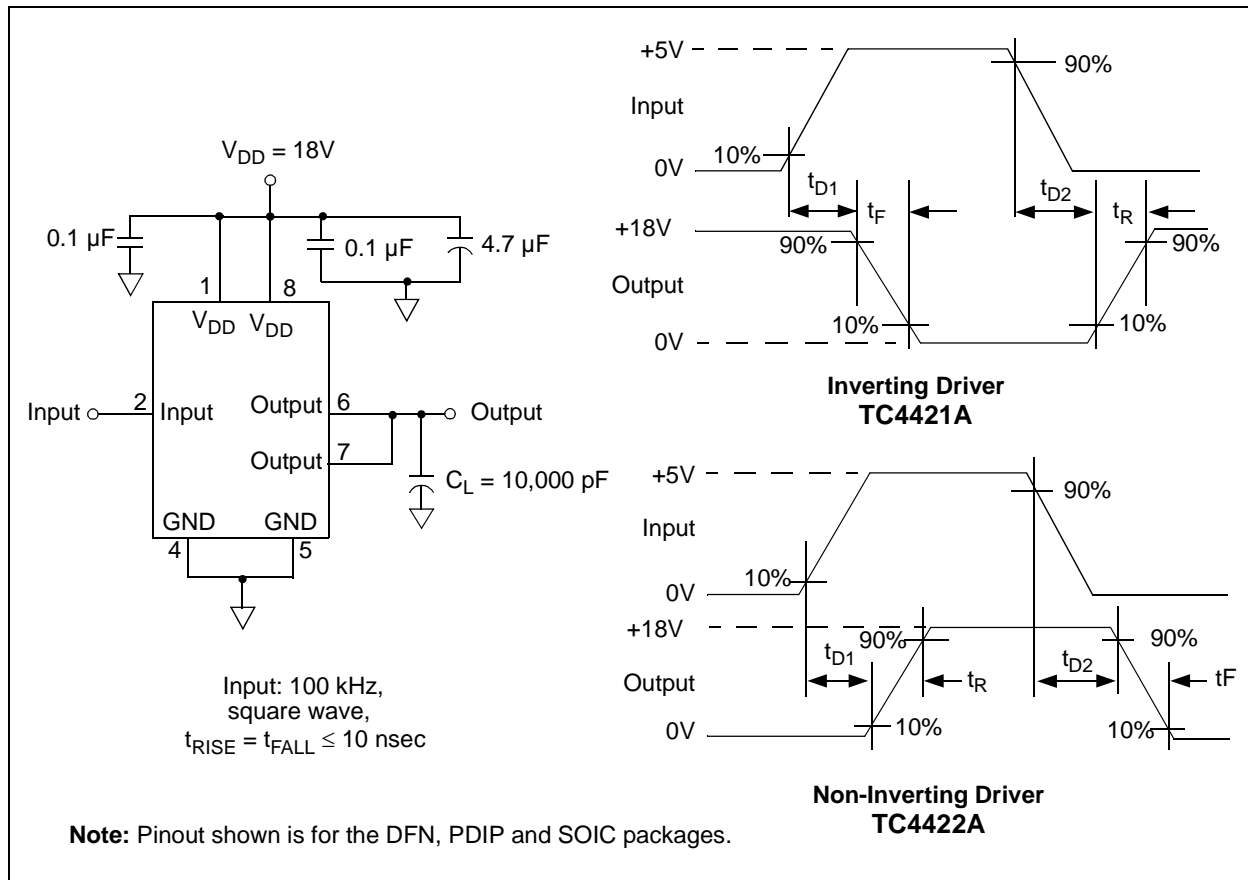 V_DD = 18V
0.1 µF
0.1 µF
4.7 µF
1
8
V_DD
V_DD
Input
2
Input
Output
6
Output
Output
7
C_L = 10,000 pF
GND
GND
4
5
Input: 100 kHz,
square wave,
t_RISE = t_FALL ≤ 10 nsec
+5V
90%
Input
10%
0V
t_D1
t_F
t_D2
t_R
+18V
90%
90%
Output
10%
10%
0V
Inverting Driver
TC4421A
+5V
90%
Input
10%
0V
+18V
t_D1
90%
t_D2
90%
Output
t_R
tF
0V
10%
10%
Non-Inverting Driver
TC4422A
Note: Pinout shown is for the DFN, PDIP and SOIC packages.